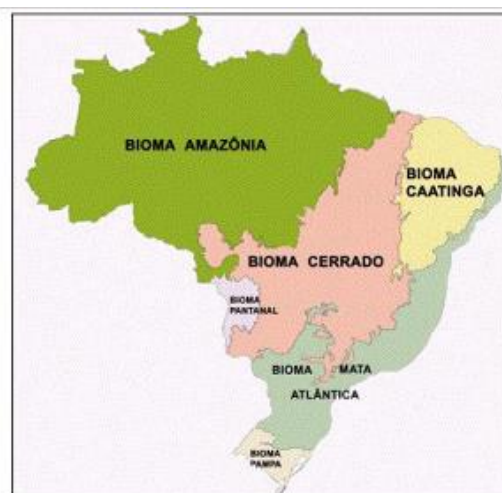 BIOMA AMAZÔNIA
BIOMA
CAATINGA
BIOMA CERRADO
BIOMA
PANTANAL
BIOMA MATA
ATLÂNTICA
BIOMA
PAMPA